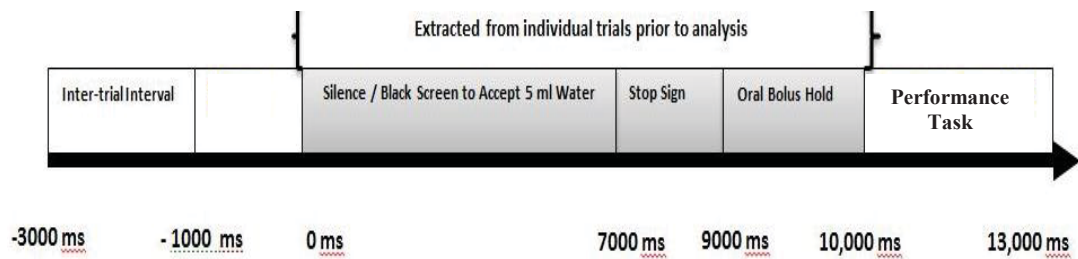 Extracted from individual trials prior to analysis
Inter-trial Interval
Silence / Black Screen to Accept 5 ml Water
Stop Sign
Oral Bolus Hold
Performance
Task
-3000 ms
- 1000 ms
0 ms
7000 ms
9000 ms
10,000 ms
13,000 ms